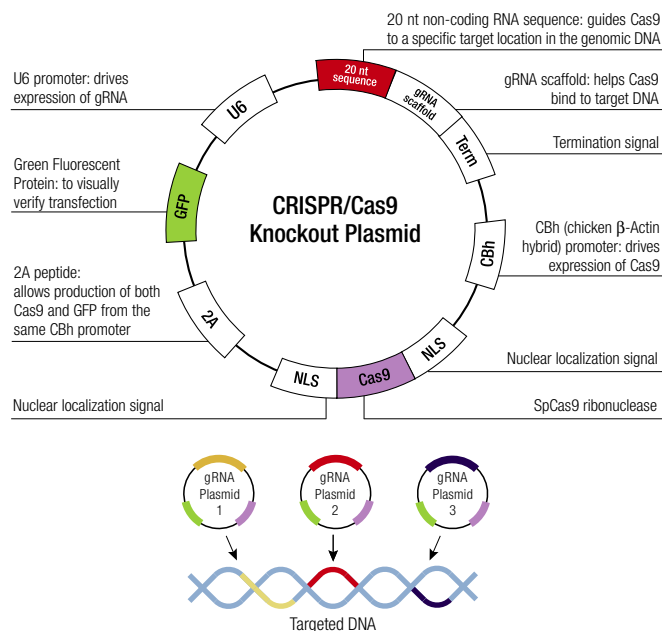 20 nt non-coding RNA sequence: guides Cas9
to a specific target location in the genomic DNA
U6 promoter: drives
expression of gRNA
20 nt
sequence
gRNA
scaffold
gRNA scaffold: helps Cas9
bind to target DNA
U6
Term
Termination signal
Green Fluorescent
Protein: to visually
verify transfection
GFP
CRISPR/Cas9
Knockout Plasmid
CBh
CBh (chicken β-Actin
hybrid) promoter: drives
expression of Cas9
2A peptide:
allows production of both
Cas9 and GFP from the
same CBh promoter
2A
NLS
Cas9
NLS
Nuclear localization signal
Nuclear localization signal
SpCas9 ribonuclease
gRNA
Plasmid
1
gRNA
Plasmid
2
gRNA
Plasmid
3
Targeted DNA